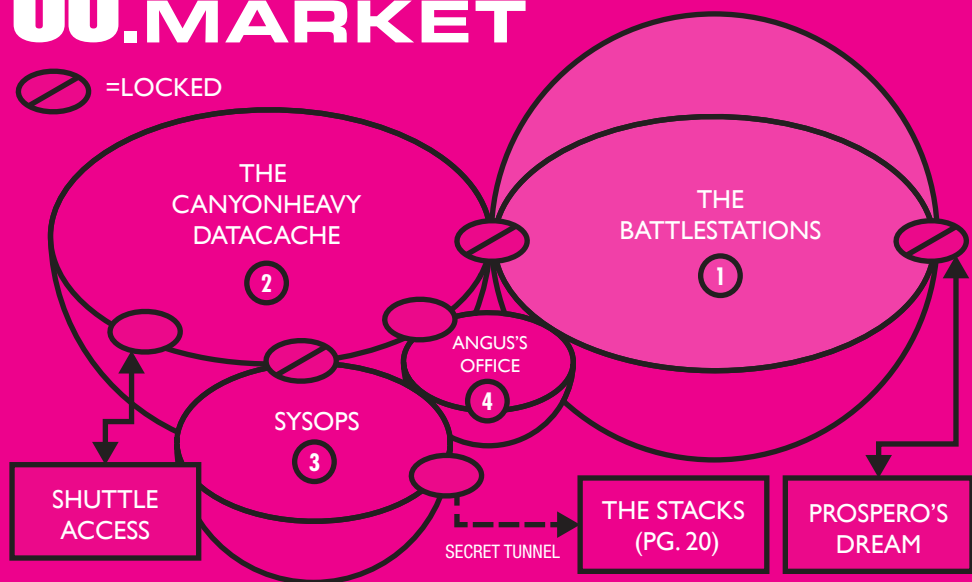 00.MARKET
=LOCKED
THE
CANYONHEAVY
DATACACHE
2
THE
BATTLESTATIONS
1
ANGUS'S
OFFICE
4
SYSOPS
3
SHUTTLE
ACCESS
SECRET TUNNEL
THE STACKS
(PG. 20)
PROSPERO'S
DREAM